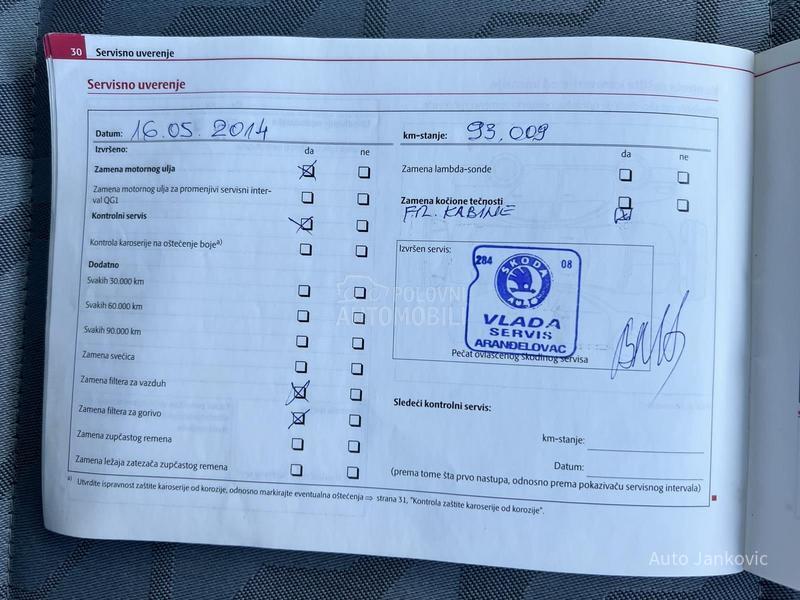 30 Servisno uverenje
Servisno uverenje
Datum: 16.05.2014
km-stanje: 93,009
Izvršeno: da ne
da ne
Zamena motornog ulja
Zamena motornog ulja za promenjivi servisni inter-
val QG1
Kontrolni servis
Kontrola karoserije na oštećenje boje a)
Dodatno
Svakih 30.000 km
Svakih 60.000 km
Svakih 90.000 km
Zamena svećica
Zamena filtera za vazduh
Zamena filtera za gorivo
Zamena zupčastog remena
Zamena ležaja zatezača zupčastog remena
Zamena lambda-sonde
Zamena kočione tečnosti
FIL. KABINE
Izvršen servis:
284 08
ŠKODA
AUTO
VLADA
SERVIS
ARANĐELOVAC
Pečat ovlašćenog škodinog servisa
Sledeći kontrolni servis:
km-stanje:
Datum:
(prema tome šta prvo nastupa, odnosno prema pokazivaču servisnog intervala)
a) Utvrdite ispravnost zaštite karoserije od korozije, odnosno markirajte eventualna oštećenja ⇒ strana 31, "Kontrola zaštite karoserije od korozije".
POLOVNI
AUTOMOBILI
Auto Jankovic